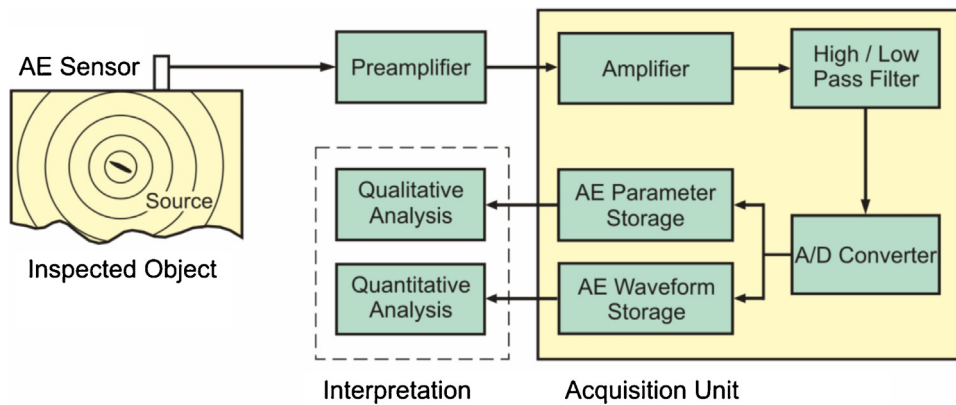 AE Sensor
Source
Inspected Object
Preamplifier
Amplifier
High / Low
Pass Filter
A/D Converter
AE Parameter
Storage
AE Waveform
Storage
Qualitative
Analysis
Quantitative
Analysis
Interpretation
Acquisition Unit